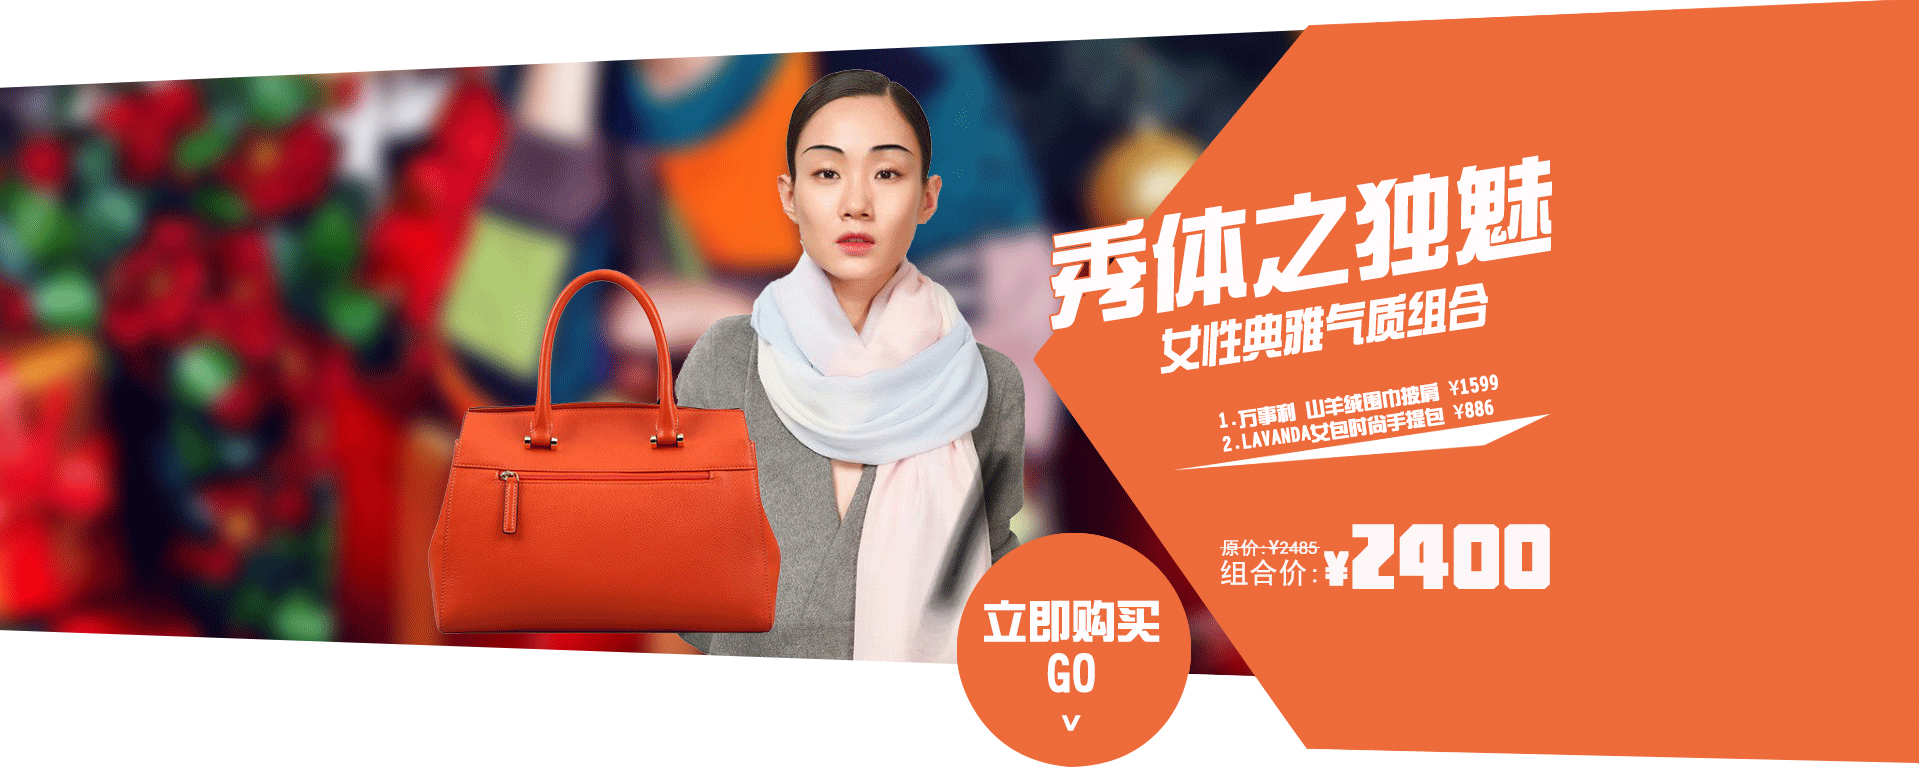 秀体之独魅
女性典雅气质组合
1.万事利 山羊绒围巾披肩 ¥1599
2.LAVANDA女包时尚手提包 ¥886
原价:¥2485
组合价:¥2400
立即购买
GO
v